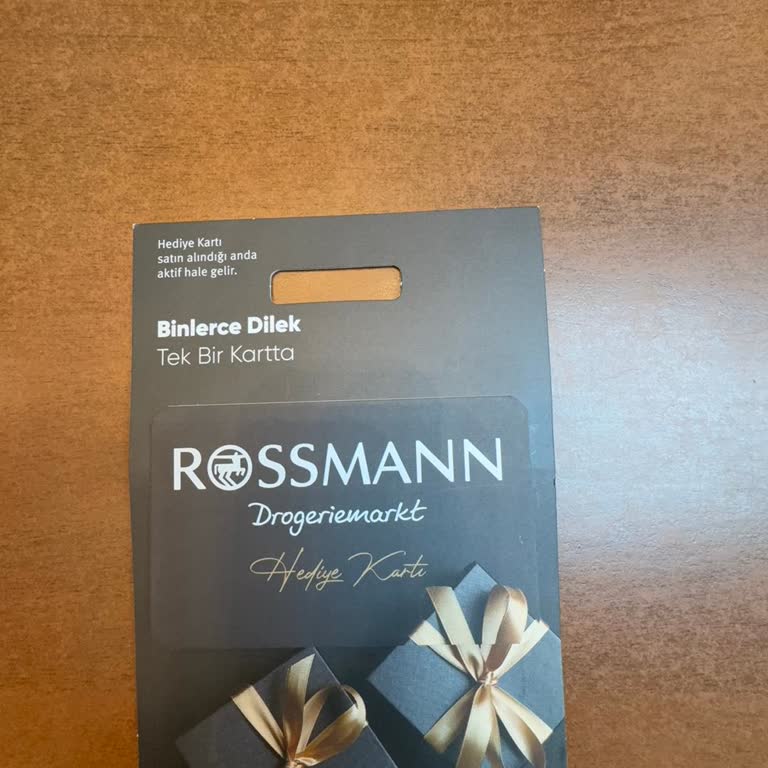 Hediye Kartı
satın alındığı anda
aktif hale gelir.
Binlerce Dilek
Tek Bir Kartta
ROSSMANN
Drogeriemarkt
Hediye Kartı